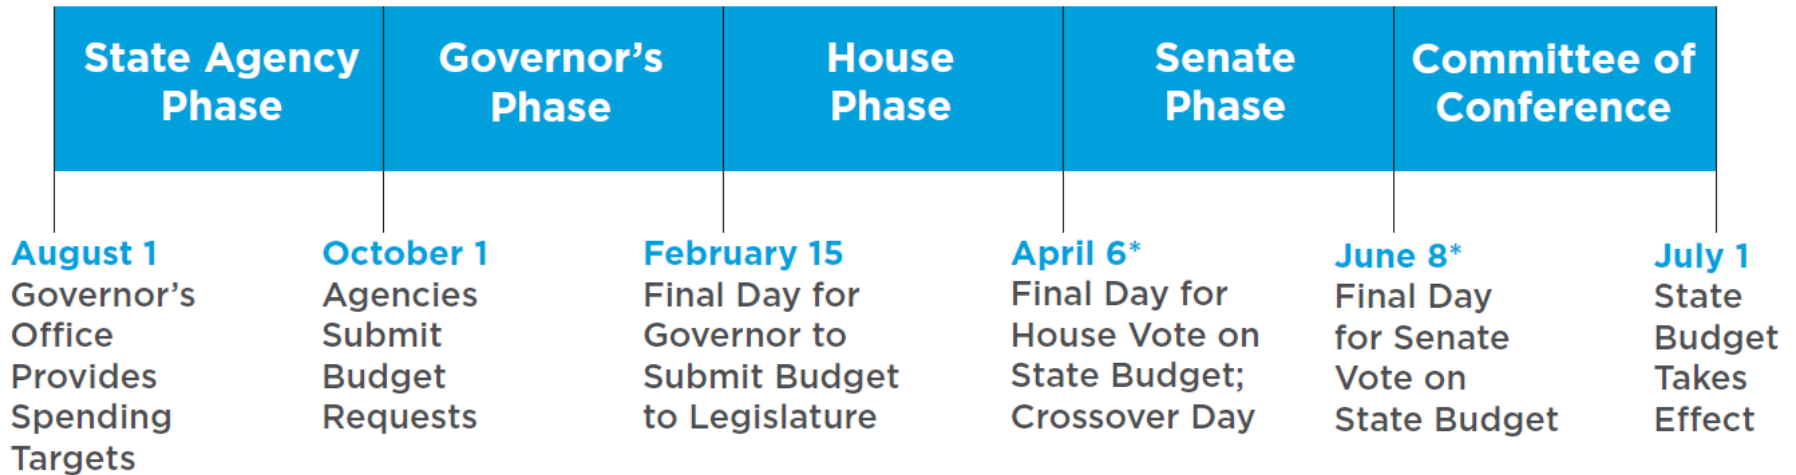 State Agency
Phase
Governor's
Phase
House
Phase
Senate
Phase
Committee of
Conference
August 1
Governor's
Office
Provides
Spending
Targets
October 1
Agencies
Submit
Budget
Requests
February 15
Final Day for
Governor to
Submit Budget
to Legislature
April 6*
Final Day for
House Vote on
State Budget;
Crossover Day
June 8*
Final Day
for Senate
Vote on
State Budget
July 1
State
Budget
Takes
Effect